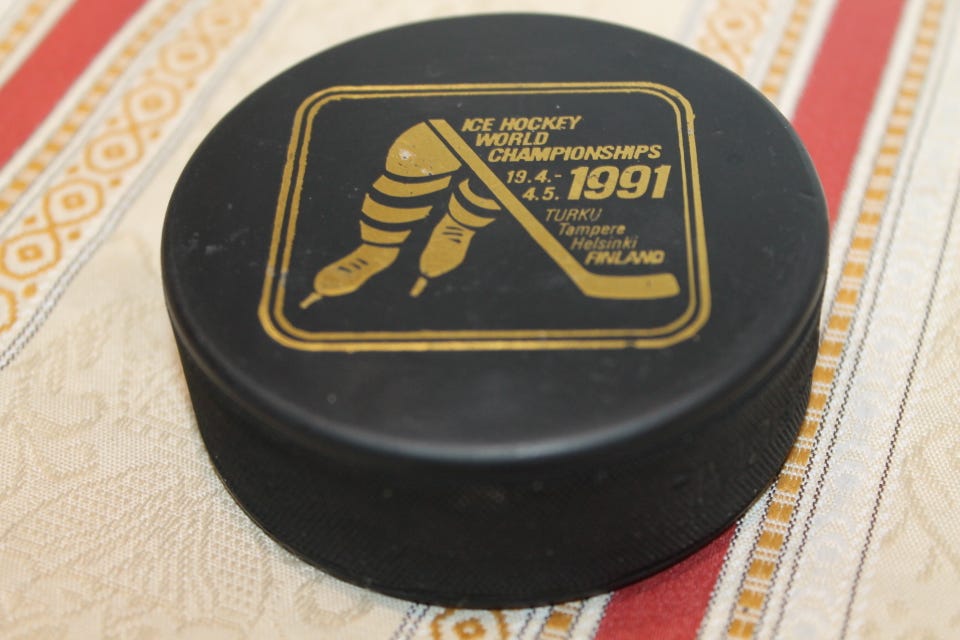 ICE HOCKEY
WORLD
CHAMPIONSHIPS
19.4.-
4.5. 1991
TURKU
Tampere
Helsinki
FINLAND